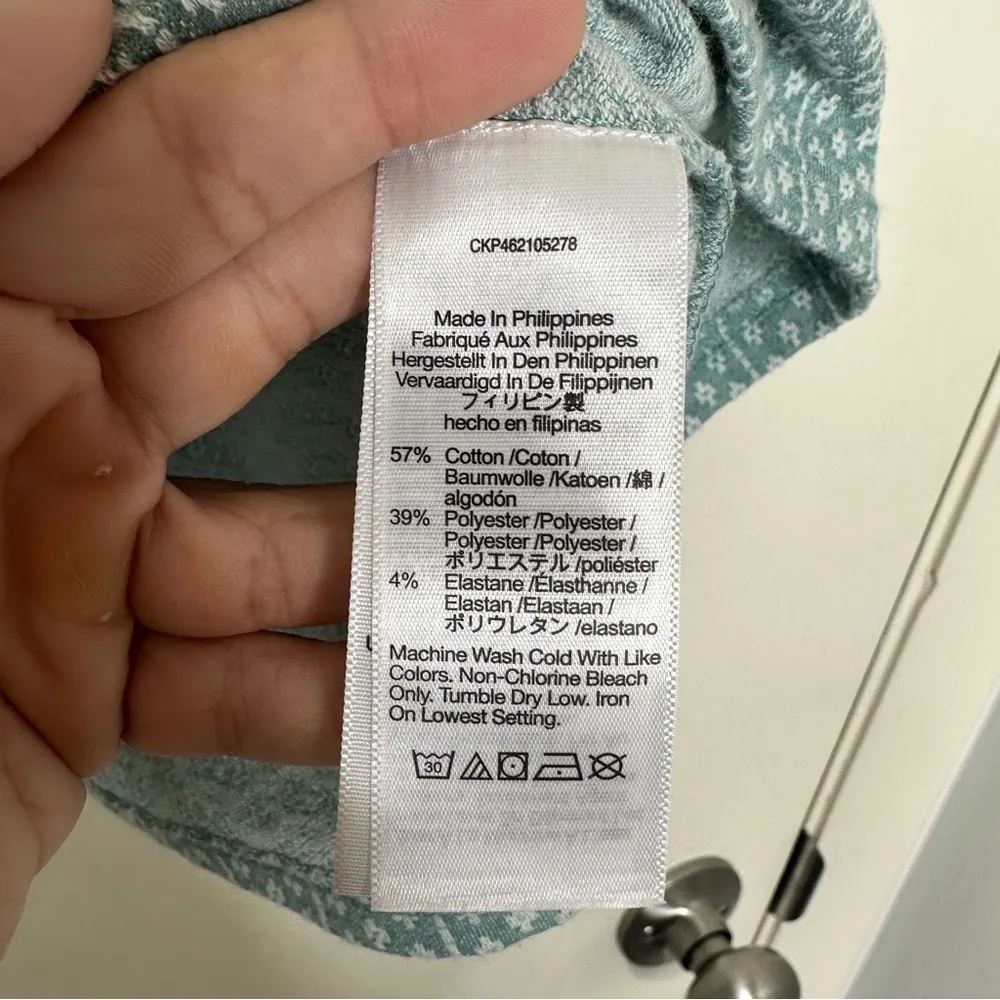 CKP462105278
Made In Philippines
Fabriqué Aux Philippines
Hergestellt In Den Philippinen
Vervaardigd In De Filippijnen
フィリピン製
hecho en filipinas
57% Cotton /Coton /
Baumwolle /Katoen /綿 /
algodón
39% Polyester /Polyester /
Polyester /Polyester /
ポリエステル /poliéster
4% Elastane /Élasthanne /
Elastan /Elastaan /
ポリウレタン /elastano
Machine Wash Cold With Like
Colors. Non-Chlorine Bleach
Only. Tumble Dry Low. Iron
On Lowest Setting.
30